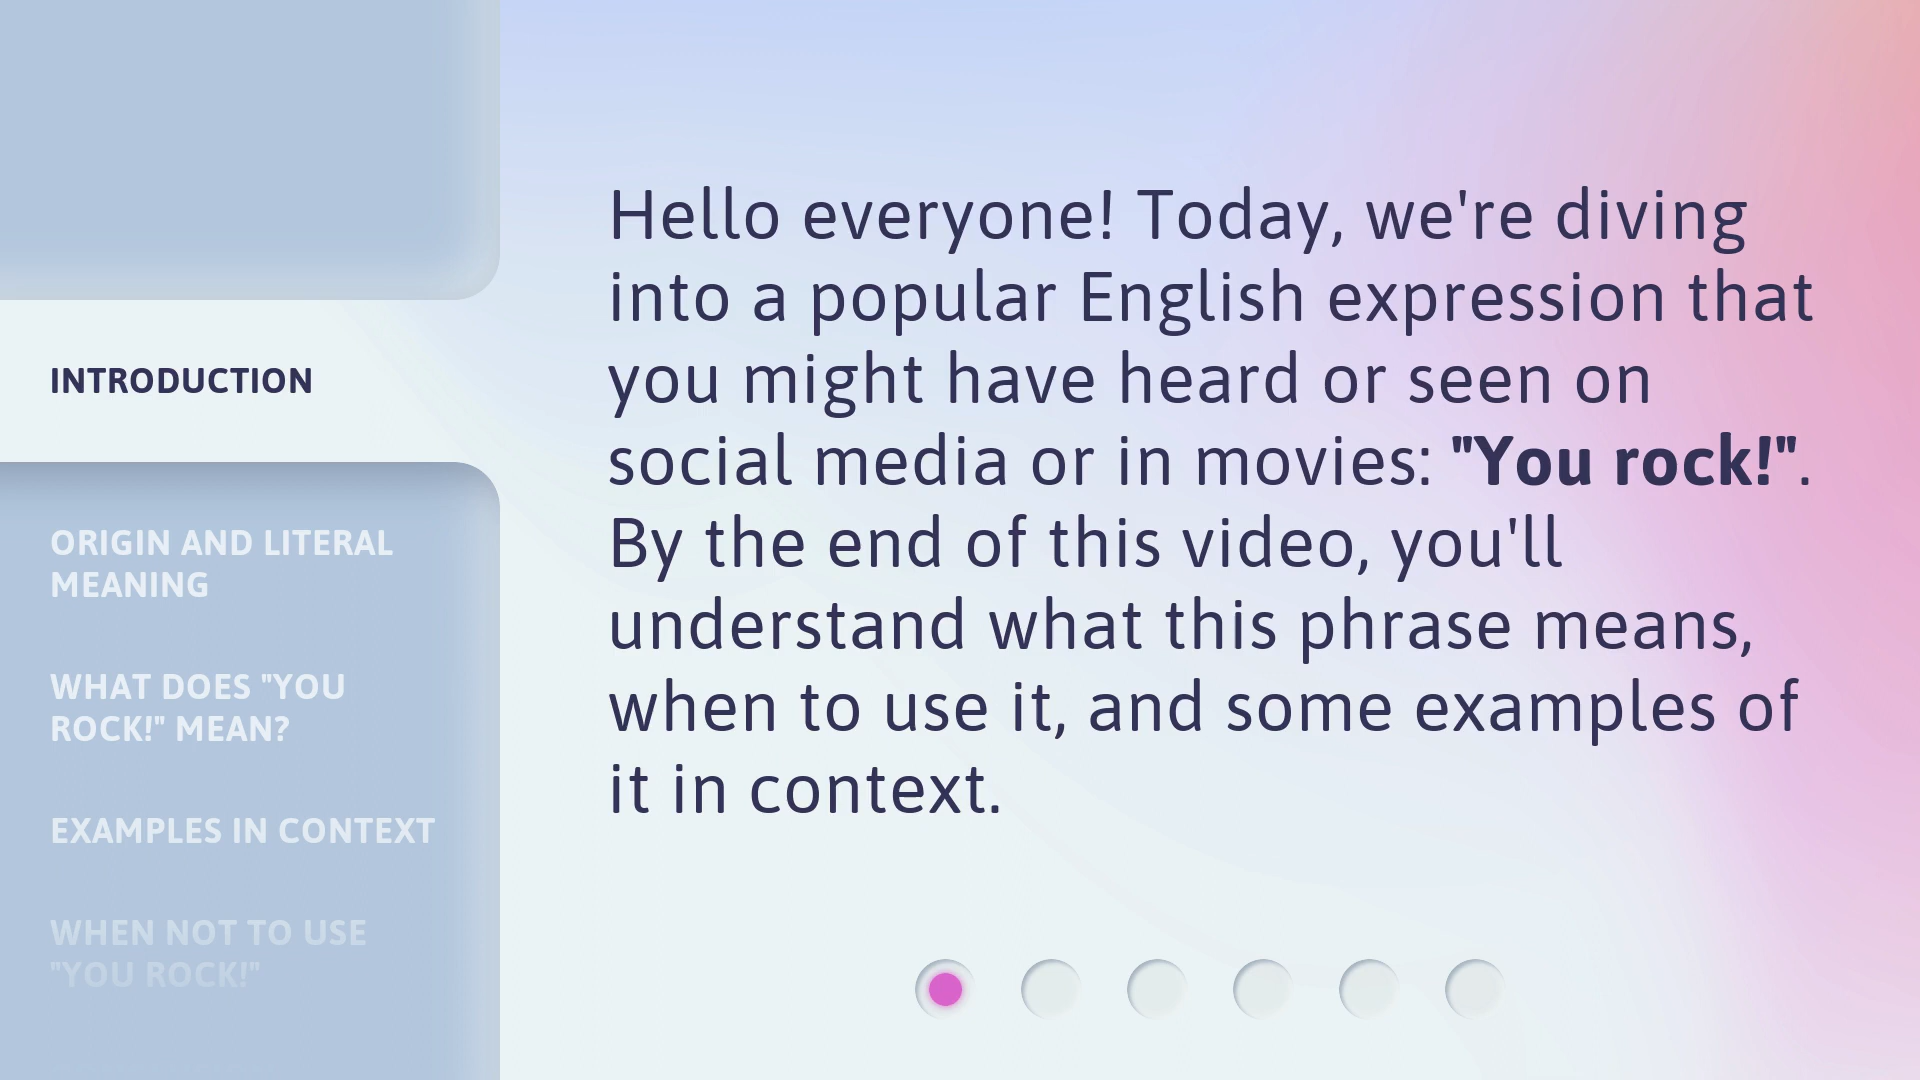 INTRODUCTION
ORIGIN AND LITERAL
MEANING
WHAT DOES "YOU
ROCK!" MEAN?
EXAMPLES IN CONTEXT
WHEN NOT TO USE
"YOU ROCK!"
Hello everyone! Today, we're diving
into a popular English expression that
you might have heard or seen on
social media or in movies: "You rock!".
By the end of this video, you'll
understand what this phrase means,
when to use it, and some examples of
it in context.